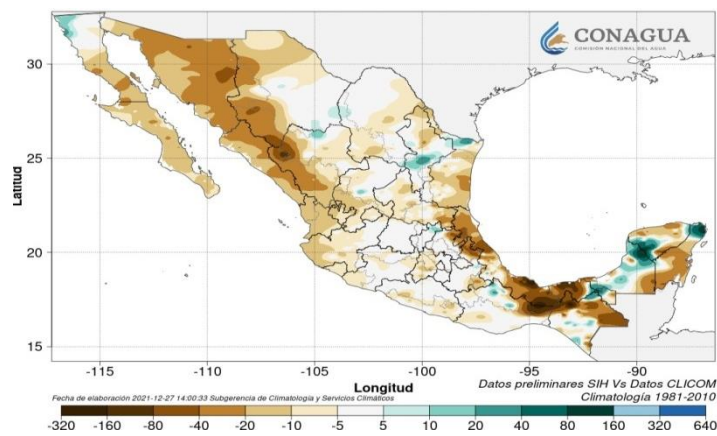 CONAGUA
COMISIÓN NACIONAL DEL AGUA
30
25
20
15
Latitud
-115
-110
-105
-100
-95
-90
Longitud
Datos preliminares SIH Vs Datos CLICOM
Fecha de elaboración 2021-12-27 14:00:33 Subgerencia de Climatología y Servicios Climáticos
Climatología 1981-2010
-320 -160 -80 -40 -20 -10 -5 5 10 20 40 80 160 320 640